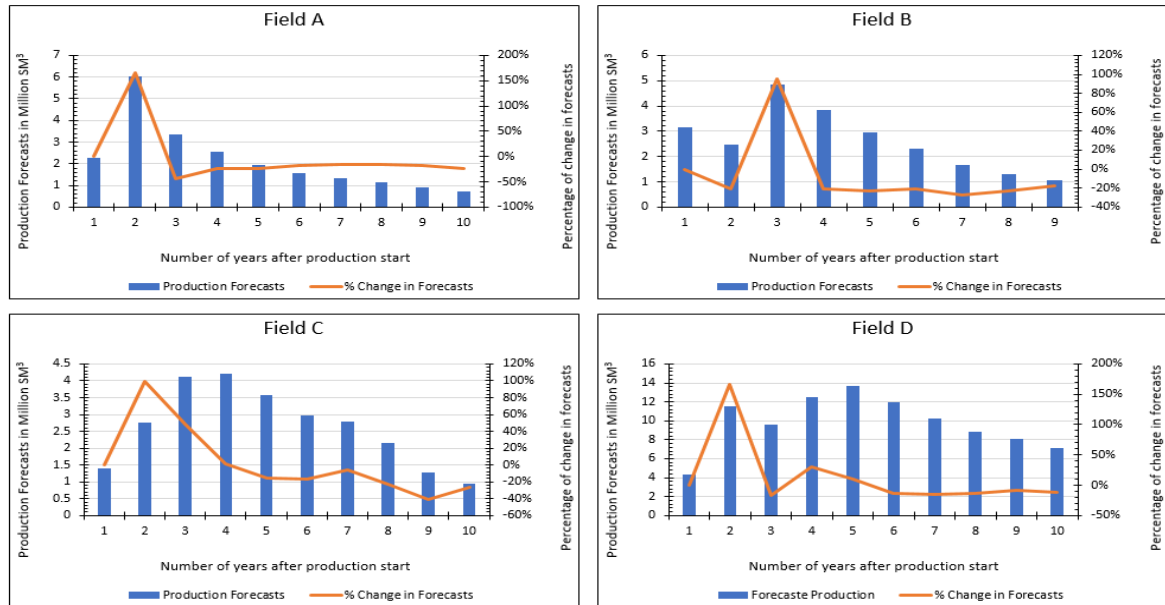 Field A
Production Forecasts in Million SM³
7
6
5
4
3
2
1
0
200%
150%
100%
50%
0%
-50%
-100%
Percentage of change in forecasts
1 2 3 4 5 6 7 8 9 10
Number of years after production start
Production Forecasts % Change in Forecasts
Field B
Production Forecasts in Million SM³
6
5
4
3
2
1
0
120%
100%
80%
60%
40%
20%
0%
-20%
-40%
Percentage of change in forecasts
1 2 3 4 5 6 7 8 9
Number of years after production start
Production Forecasts % Change in Forecasts
Field C
Production Forecasts in Million SM³
4.5
4
3.5
3
2.5
2
1.5
1
0.5
0
120%
100%
80%
60%
40%
20%
0%
-20%
-40%
-60%
Percentage of change in forecasts
1 2 3 4 5 6 7 8 9 10
Number of years after production start
Production Forecasts % Change in Forecasts
Field D
Production Forecasts in Million SM³
16
14
12
10
8
6
4
2
0
200%
150%
100%
50%
0%
-50%
Percentage of change in forecasts
1 2 3 4 5 6 7 8 9 10
Number of years after production start
Forecaste Production % Change in Forecasts